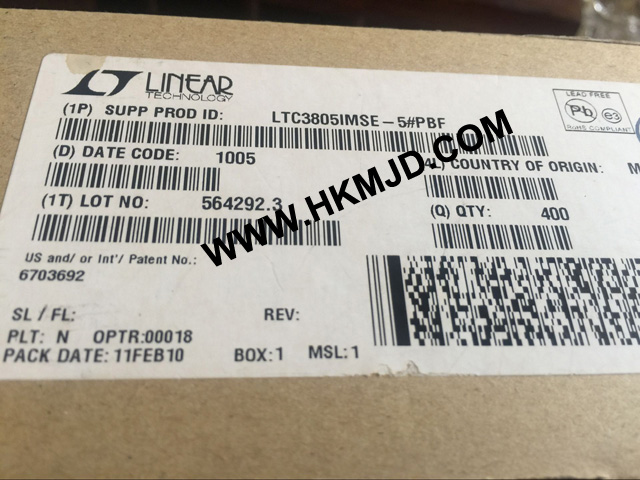 LINEAR
TECHNOLOGY
(1P) SUPP PROD ID: LTC3805IMSE-5#PBF
LEAD FREE
Pb e3
RoHS COMPLIANT
(D) DATE CODE: 1005
(4L) COUNTRY OF ORIGIN: M
(1T) LOT NO: 564292.3
(Q) QTY: 400
WWW.HKMJD.COM
US and/ or Int'/ Patent No.:
6703692
SL / FL: REV:
PLT: N OPTR:00018
PACK DATE: 11FEB10 BOX:1 MSL:1